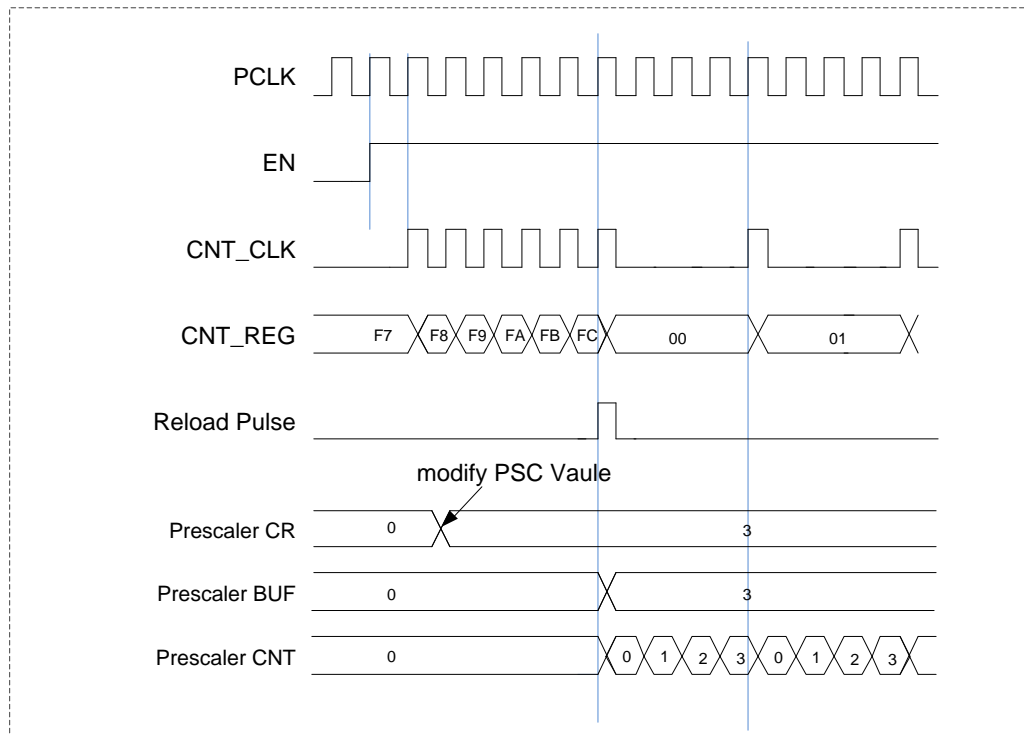 PCLK
EN
CNT_CLK
CNT_REG F7 F8 F9 FA FB FC 00 01
Reload Pulse
modify PSC Vaule
Prescaler CR 0 3
Prescaler BUF 0 3
Prescaler CNT 0 0 1 2 3 0 1 2 3